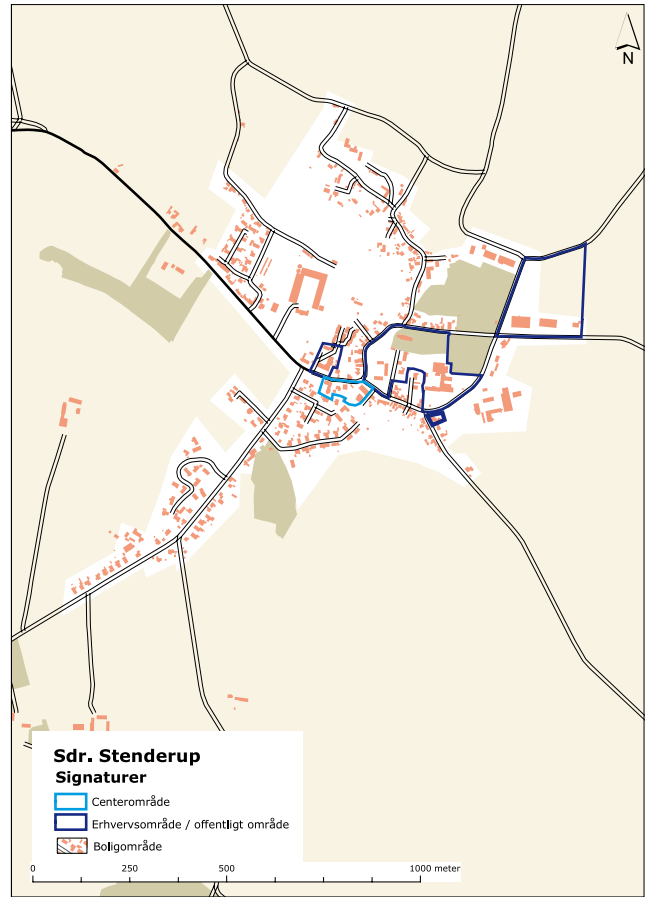 N
Sdr. Stenderup
Signaturer
Centerområde
Erhvervsområde / offentligt område
Boligområde
0 250 500 1000 meter